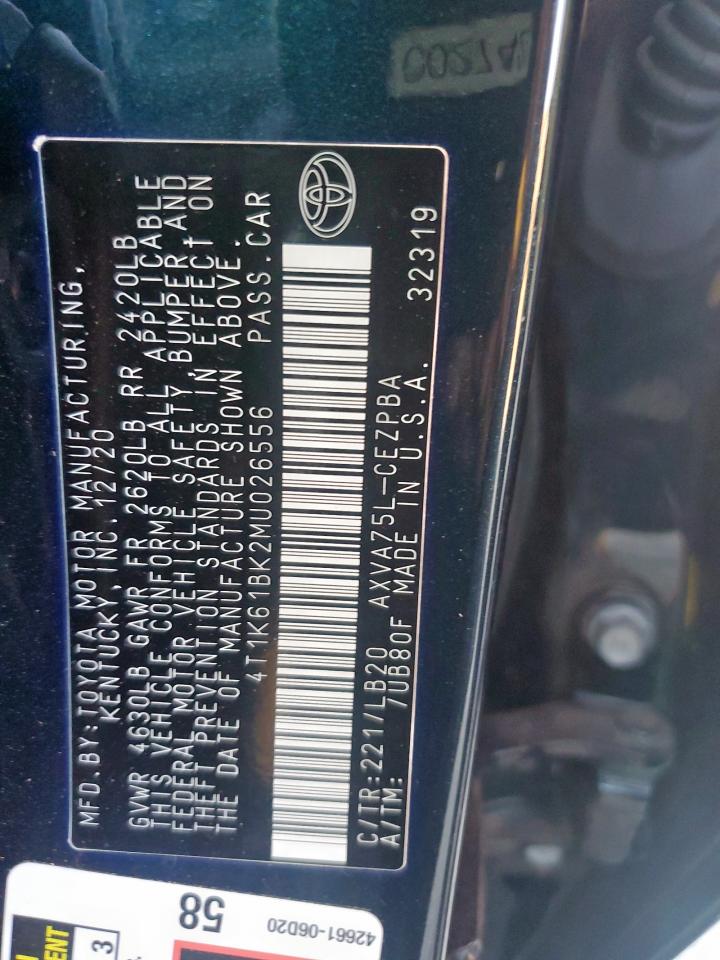 MFD.BY:TOYOTA MOTOR MANUFACTURING,
KENTUCKY, INC. 12/20
GVWR 4630LB GAWR FR 2620LB RR 2420LB
THIS VEHICLE CONFORMS TO ALL APPLICABLE
FEDERAL MOTOR VEHICLE SAFETY, BUMPER, AND
THEFT PREVENTION STANDARDS IN EFFECT ON
THE DATE OF MANUFACTURE SHOWN ABOVE.
4T1K61BK2MU026556 PASS.CAR
C/TR:221/LB20 AXVA75L-CEZPBA
A/TM: 7UB80F MADE IN U.S.A. 32319
58
42661-06D20
3